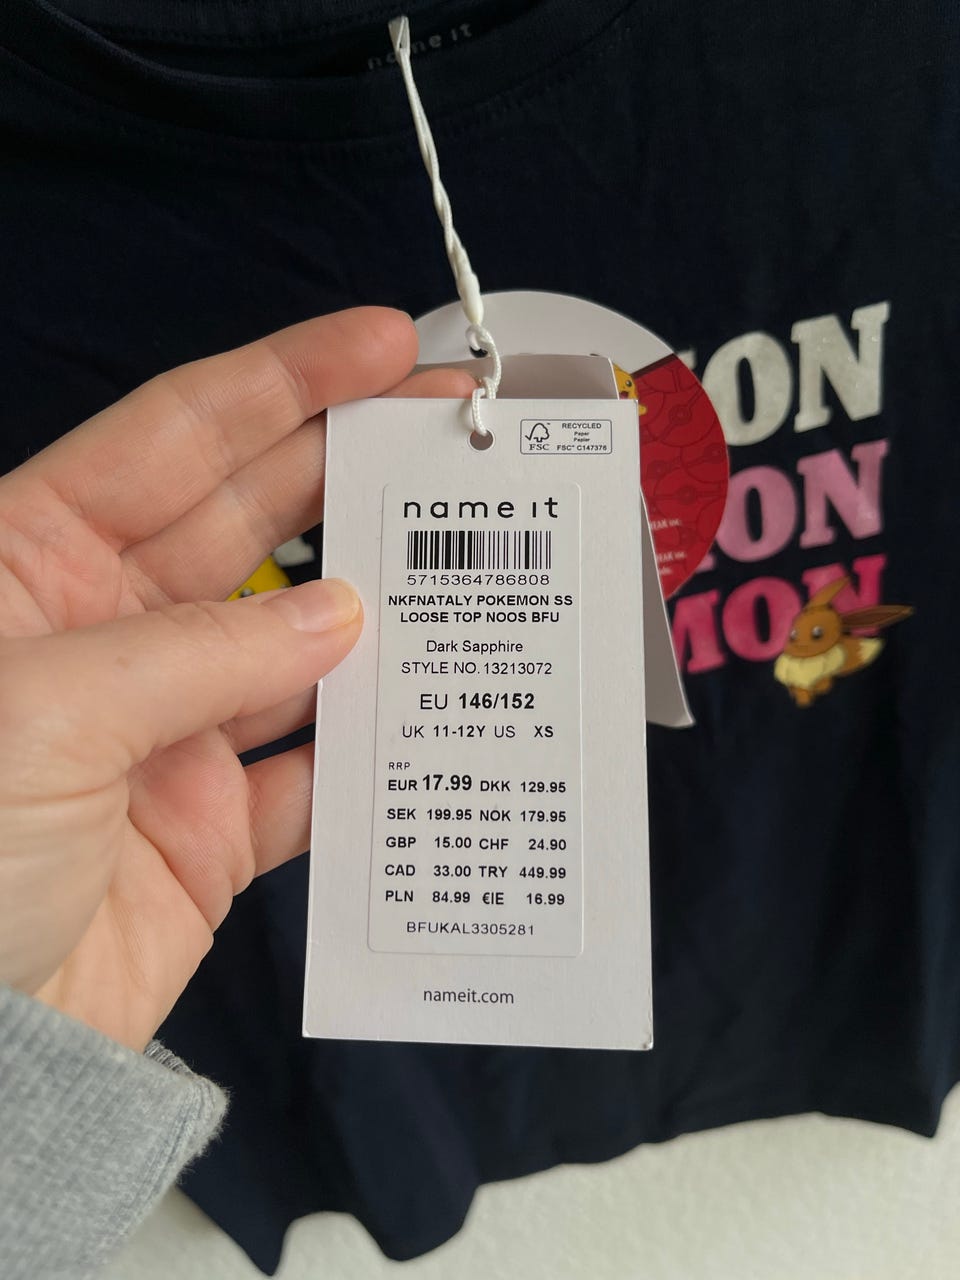 name it
RECYCLED
Paper
Papier
FSC™ C147376
FSC
name it
5715364786808
NKFNATALY POKEMON SS
LOOSE TOP NOOS BFU
Dark Sapphire
STYLE NO. 13213072
EU 146/152
UK 11-12Y US XS
RRP
EUR 17.99 DKK 129.95
SEK 199.95 NOK 179.95
GBP 15.00 CHF 24.90
CAD 33.00 TRY 449.99
PLN 84.99 €IE 16.99
BFUKAL3305281
nameit.com
ON
ON
MON